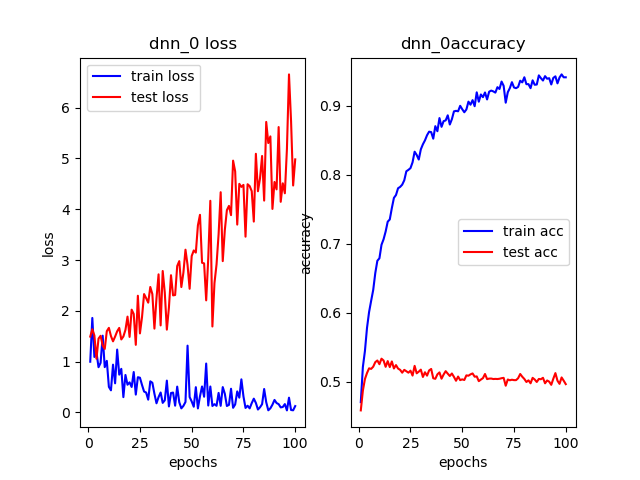 dnn_0 loss
train loss
test loss
loss
0
1
2
3
4
5
6
0
25
50
75
100
epochs
dnn_0accuracy
train acc
test acc
accuracy
0.5
0.6
0.7
0.8
0.9
0
25
50
75
100
epochs